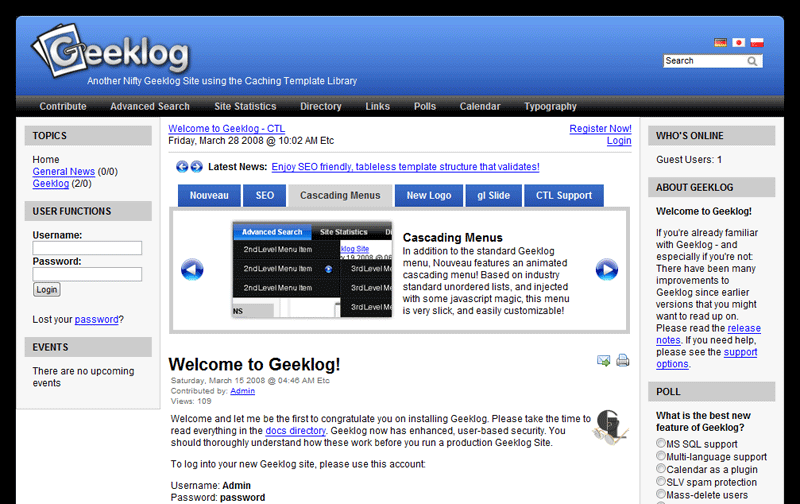 Geeklog
Another Nifty Geeklog Site using the Caching Template Library
Search
Contribute Advanced Search Site Statistics Directory Links Polls Calendar Typography
TOPICS
Home
General News (0/0)
Geeklog (2/0)
USER FUNCTIONS
Username:
Password:
Login
Lost your password?
EVENTS
There are no upcoming
events
Welcome to Geeklog - CTL
Friday, March 28 2008 @ 10:02 AM Etc
Register Now!
Login
Latest News: Enjoy SEO friendly, tableless template structure that validates!
Nouveau SEO Cascading Menus New Logo gl Slide CTL Support
Advanced Search Site Statistics
2nd Level Menu Item
2nd Level Menu Item
2nd Level Menu Item
3rd Level
3rd Level
3rd Level
NS
Cascading Menus
In addition to the standard Geeklog
menu, Nouveau features an animated
cascading menu! Based on industry
standard unordered lists, and injected
with some javascript magic, this menu
is very slick, and easily customizable!
Welcome to Geeklog!
Saturday, March 15 2008 @ 04:46 AM Etc
Contributed by: Admin
Views: 109
Welcome and let me be the first to congratulate you on installing Geeklog. Please take the time to
read everything in the docs directory. Geeklog now has enhanced, user-based security. You
should thoroughly understand how these work before you run a production Geeklog Site.
To log into your new Geeklog site, please use this account:
Username: Admin
Password: password
WHO'S ONLINE
Guest Users: 1
ABOUT GEEKLOG
Welcome to Geeklog!
If you're already familiar
with Geeklog - and
especially if you're not:
There have been many
improvements to
Geeklog since earlier
versions that you might
want to read up on.
Please read the release
notes. If you need help,
please see the support
options.
POLL
What is the best new
feature of Geeklog?
MS SQL support
Multi-language support
Calendar as a plugin
SLV spam protection
Mass-delete users